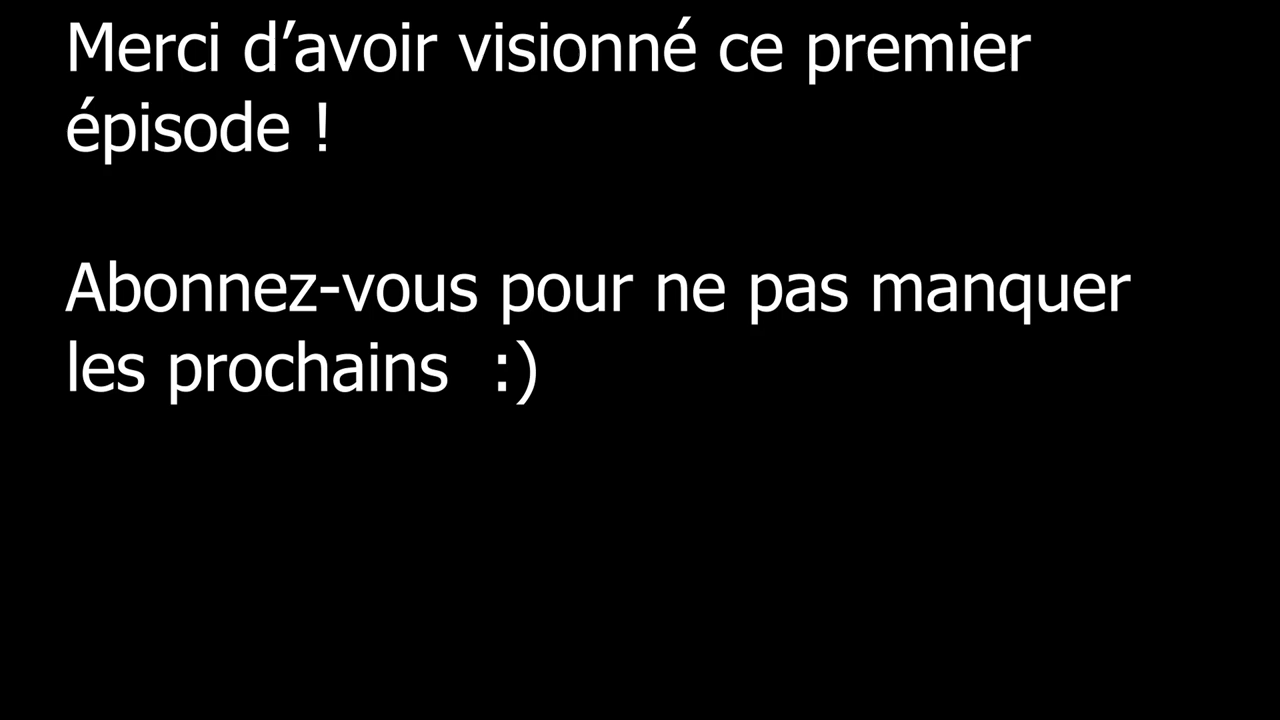 Merci d’avoir visionné ce premier
épisode !
Abonnez-vous pour ne pas manquer
les prochains  :)